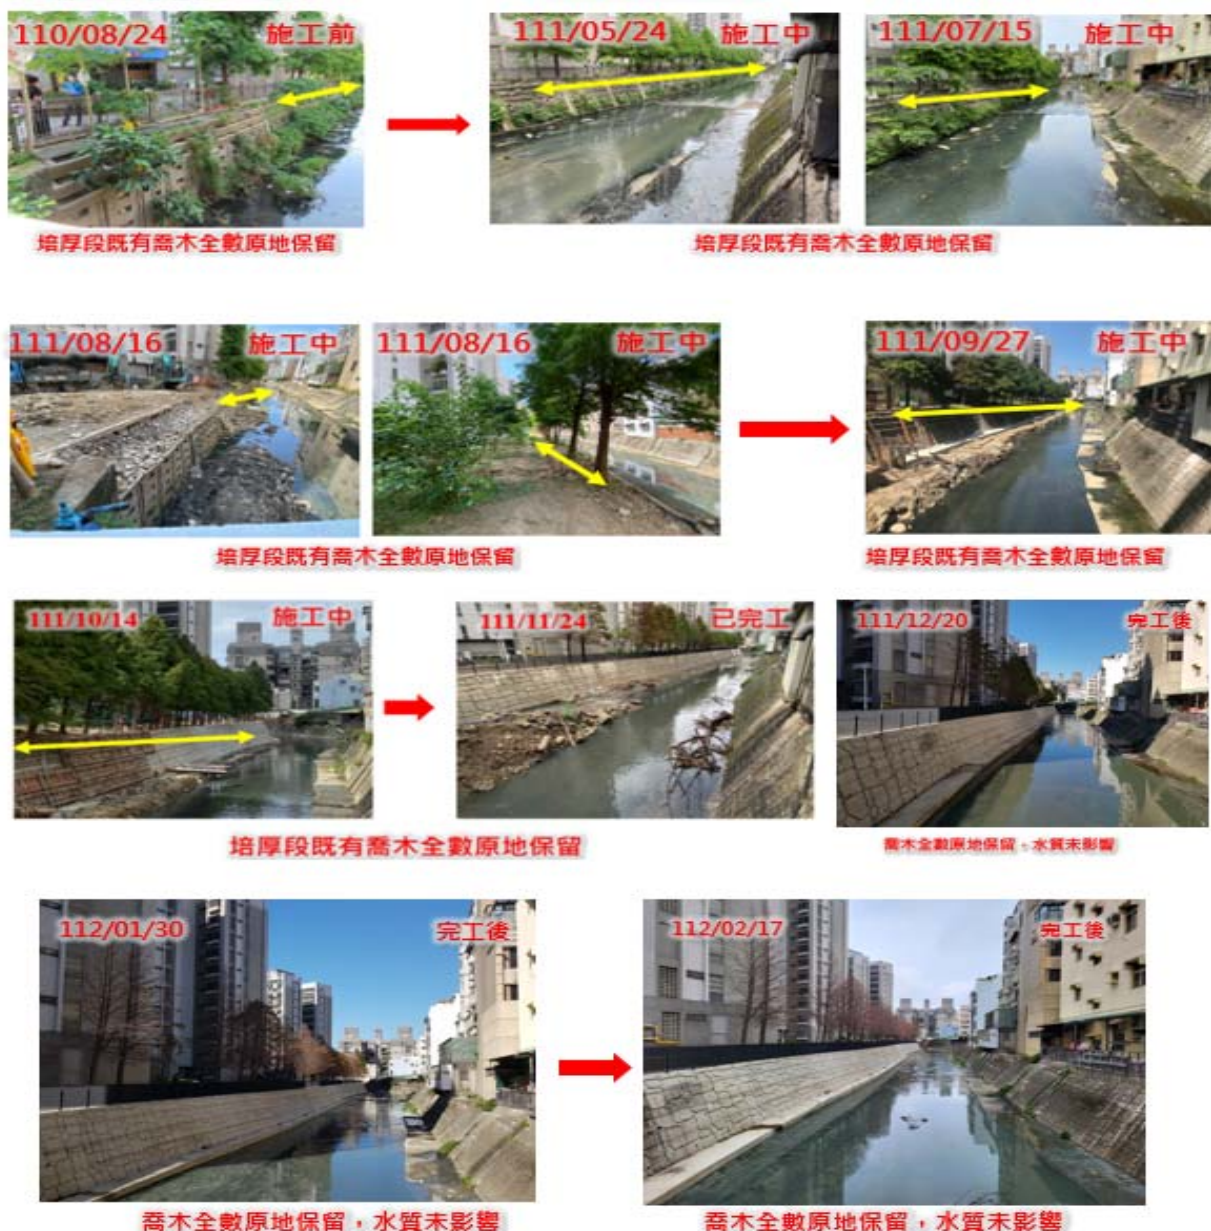 110/08/24 施工前
111/05/24 施工中
111/07/15 施工中
培厚段既有喬木全數原地保留
培厚段既有喬木全數原地保留
111/08/16 施工中
111/08/16 施工中
111/09/27 施工中
培厚段既有喬木全數原地保留
培厚段既有喬木全數原地保留
111/10/14 施工中
111/11/24 已完工
111/12/20 完工後
培厚段既有喬木全數原地保留
喬木全數原地保留,水質未影響
112/01/30 完工後
112/02/17 完工後
喬木全數原地保留,水質未影響
喬木全數原地保留,水質未影響